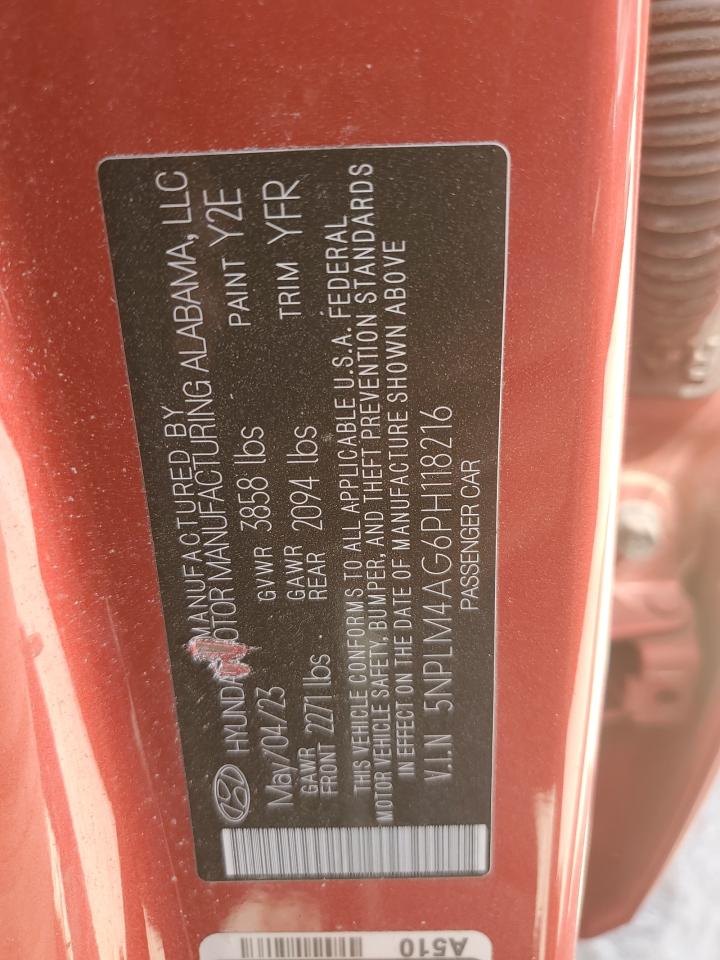 MANUFACTURED BY
HYUNDAI MOTOR MANUFACTURING ALABAMA, LLC
May/04/23 GVWR 3858 lbs PAINT Y2E
GAWR FRONT 2271 lbs GAWR REAR 2094 lbs TRIM YFR
THIS VEHICLE CONFORMS TO ALL APPLICABLE U.S.A. FEDERAL
MOTOR VEHICLE SAFETY, BUMPER, AND THEFT PREVENTION STANDARDS
IN EFFECT ON THE DATE OF MANUFACTURE SHOWN ABOVE
V.I.N 5NPLM4AG6PH118216
PASSENGER CAR
A510